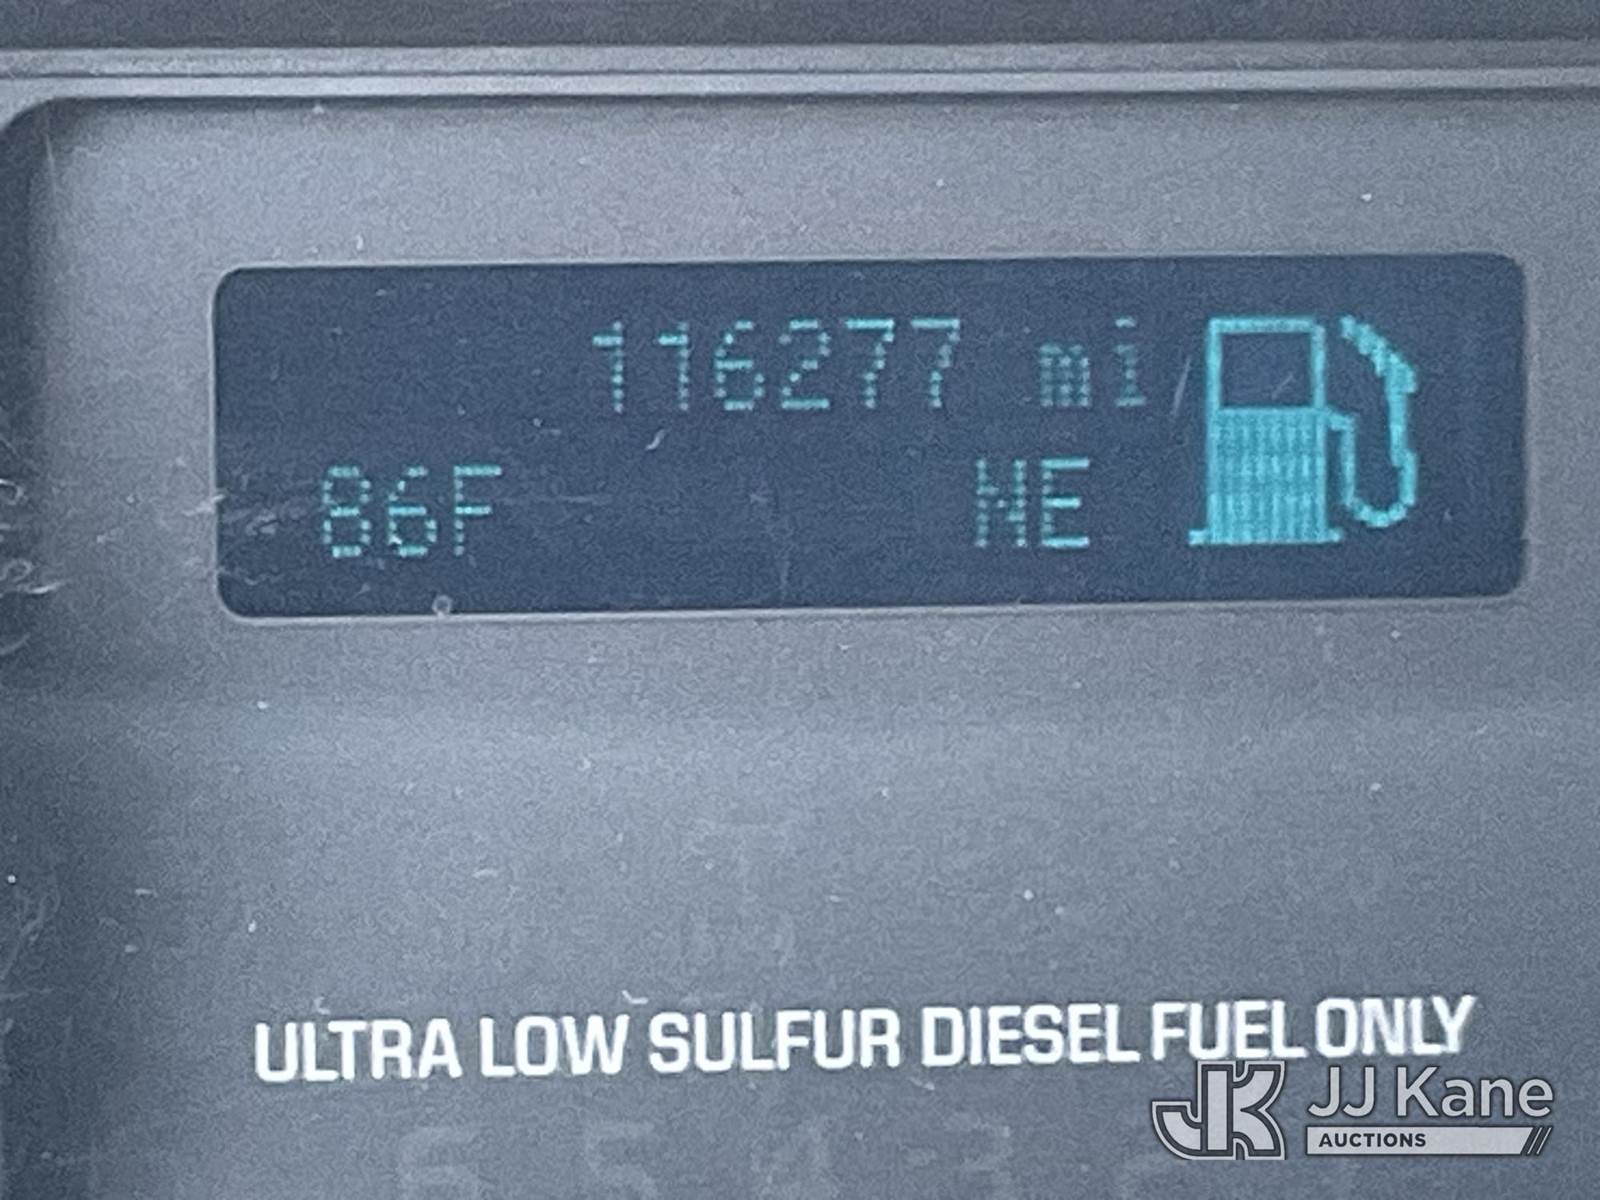 116277 mi
86F NE
ULTRA LOW SULFUR DIESEL FUEL ONLY
JJ Kane
AUCTIONS